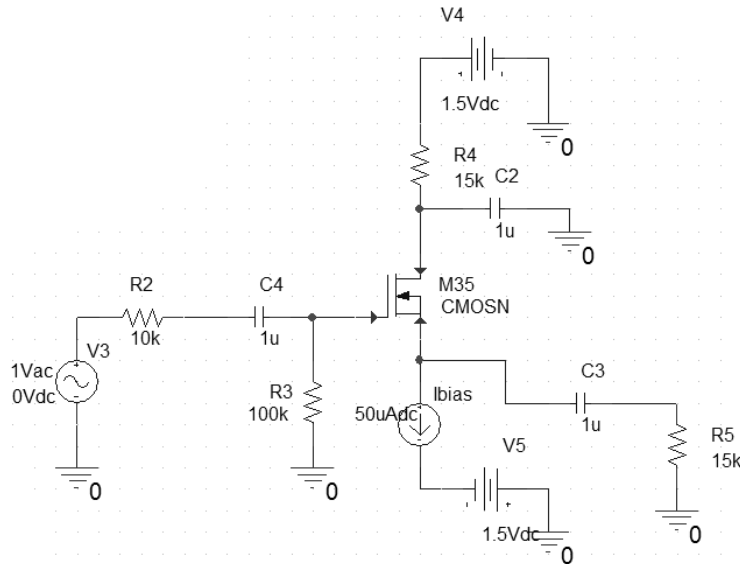 V4
1.5Vdc
0
R4
15k
C2
1u
0
R2
10k
C4
1u
M35
CMOSN
V3
1Vac
0Vdc
0
R3
100k
0
Ibias
50uAdc
C3
1u
R5
15k
0
V5
1.5Vdc
0